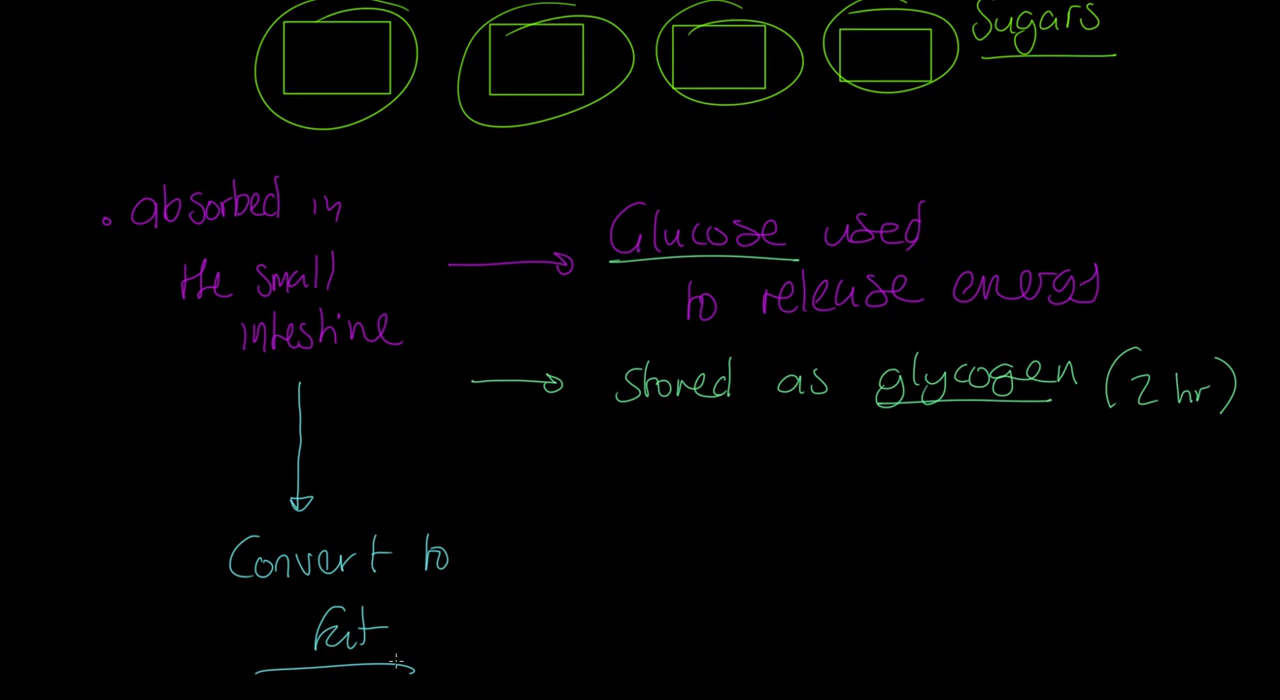 Sugars
• absorbed in
the small
intestine
Glucose used
to release energy
stored as glycogen (2 hr)
Convert to
Fat